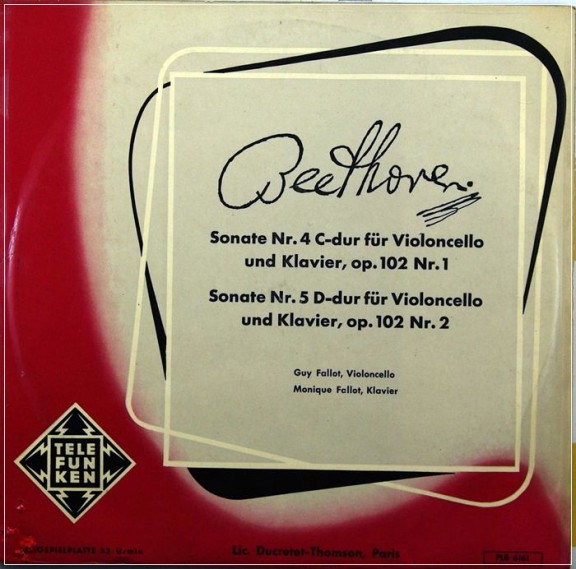 Beethoven.
Sonate Nr. 4 C-dur für Violoncello
und Klavier, op. 102 Nr. 1
Sonate Nr. 5 D-dur für Violoncello
und Klavier, op. 102 Nr. 2
Guy Fallot, Violoncello
Monique Fallot, Klavier
TELE
FUN
KEN
33
Lic. Ducretet-Thomson, Paris